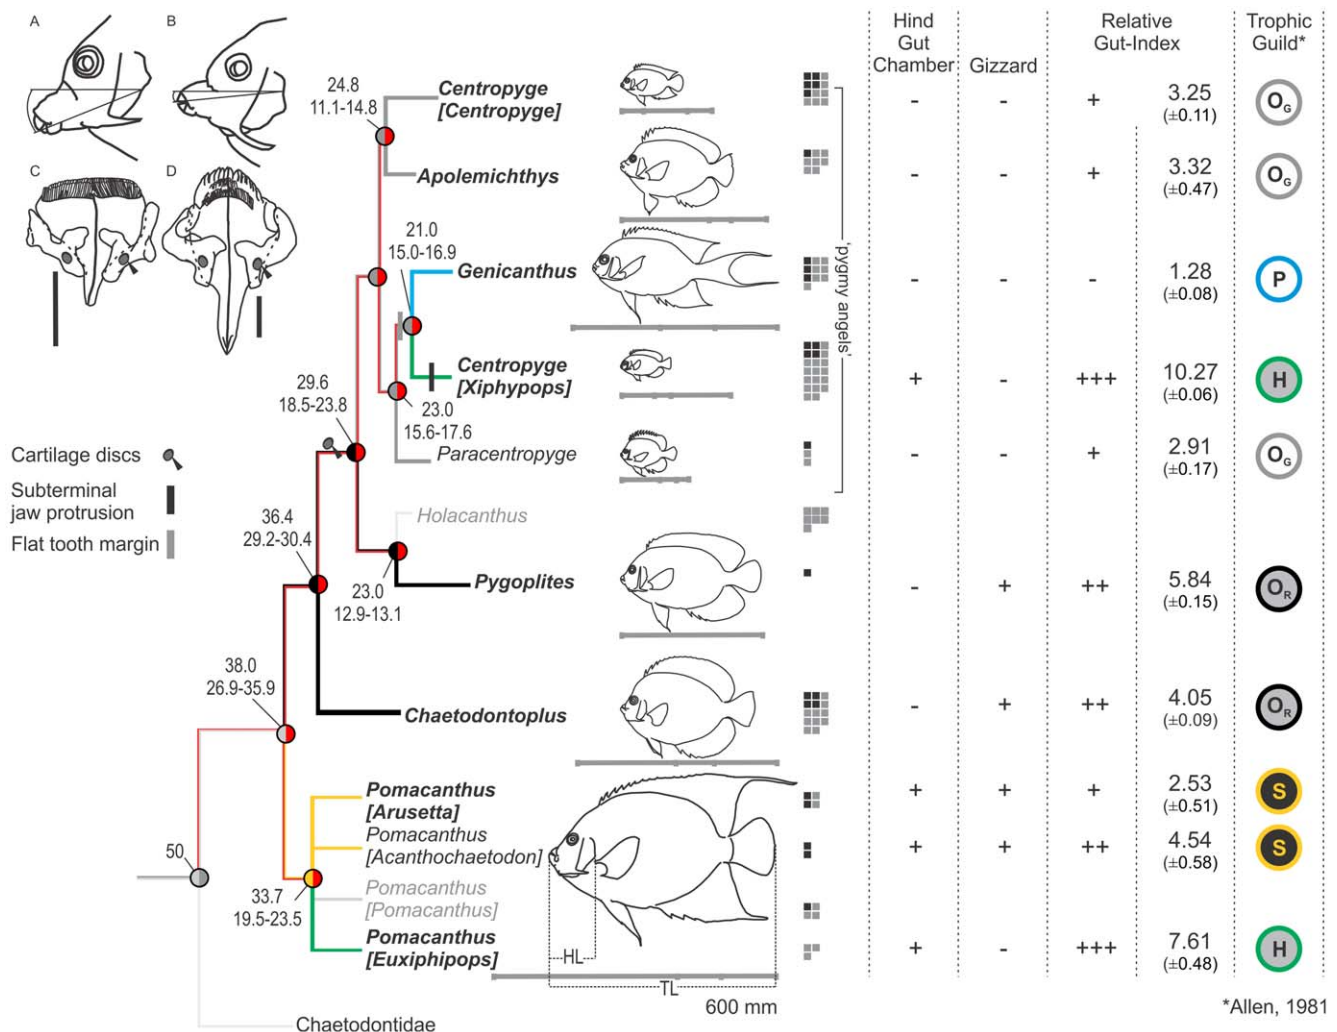 A
B
C
D
Hind
Gut
Chamber
Gizzard
Relative
Gut-Index
Trophic
Guild*
24.8
11.1-14.8
Centropyge
[Centropyge]
-
-
+
3.25
(±0.11)
OG
Apolemichthys
-
-
+
3.32
(±0.47)
OG
21.0
15.0-16.9
Genicanthus
-
-
-
1.28
(±0.08)
P
'pygmy angels'
Centropyge
[Xiphypops]
+
-
+++
10.27
(±0.06)
H
29.6
18.5-23.8
23.0
15.6-17.6
Paracentropyge
-
-
+
2.91
(±0.17)
OG
Cartilage discs
Subterminal
jaw protrusion
Flat tooth margin
Holacanthus
36.4
29.2-30.4
23.0
12.9-13.1
Pygoplites
-
+
++
5.84
(±0.15)
OR
38.0
26.9-35.9
Chaetodontoplus
-
+
++
4.05
(±0.09)
OR
Pomacanthus
[Arusetta]
+
+
+
2.53
(±0.51)
S
Pomacanthus
[Acanthochaetodon]
+
+
++
4.54
(±0.58)
S
50
33.7
19.5-23.5
Pomacanthus
[Pomacanthus]
Pomacanthus
[Euxiphipops]
+
-
+++
7.61
(±0.48)
H
HL
TL
600 mm
*Allen, 1981
Chaetodontidae